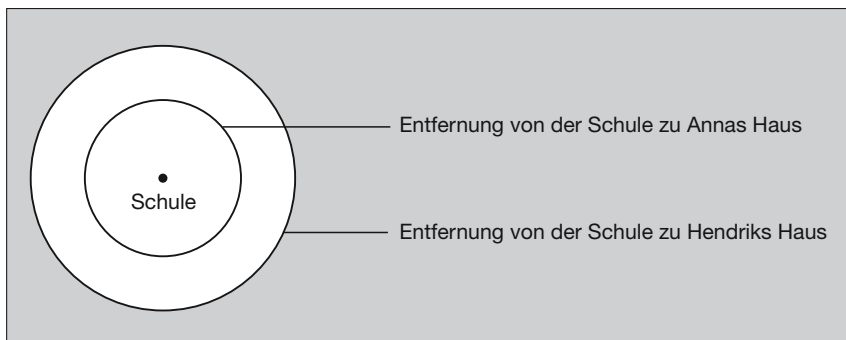 Entfernung von der Schule zu Annas Haus
Schule
Entfernung von der Schule zu Hendriks Haus